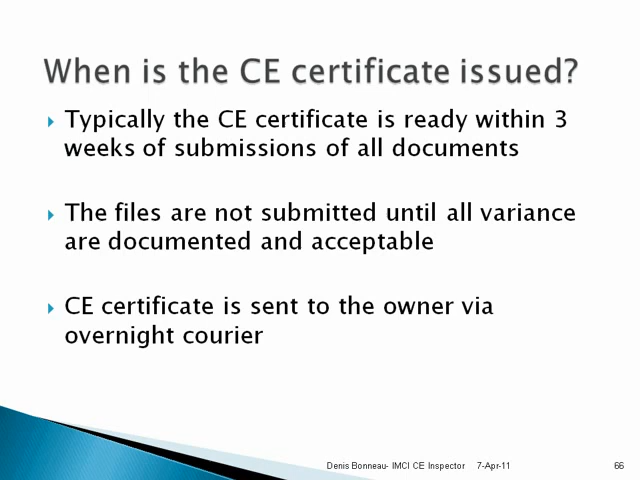 When is the CE certificate issued?
Typically the CE certificate is ready within 3
weeks of submissions of all documents
The files are not submitted until all variance
are documented and acceptable
CE certificate is sent to the owner via
overnight courier
Denis Bonneau- IMCI CE Inspector 7-Apr-11 66